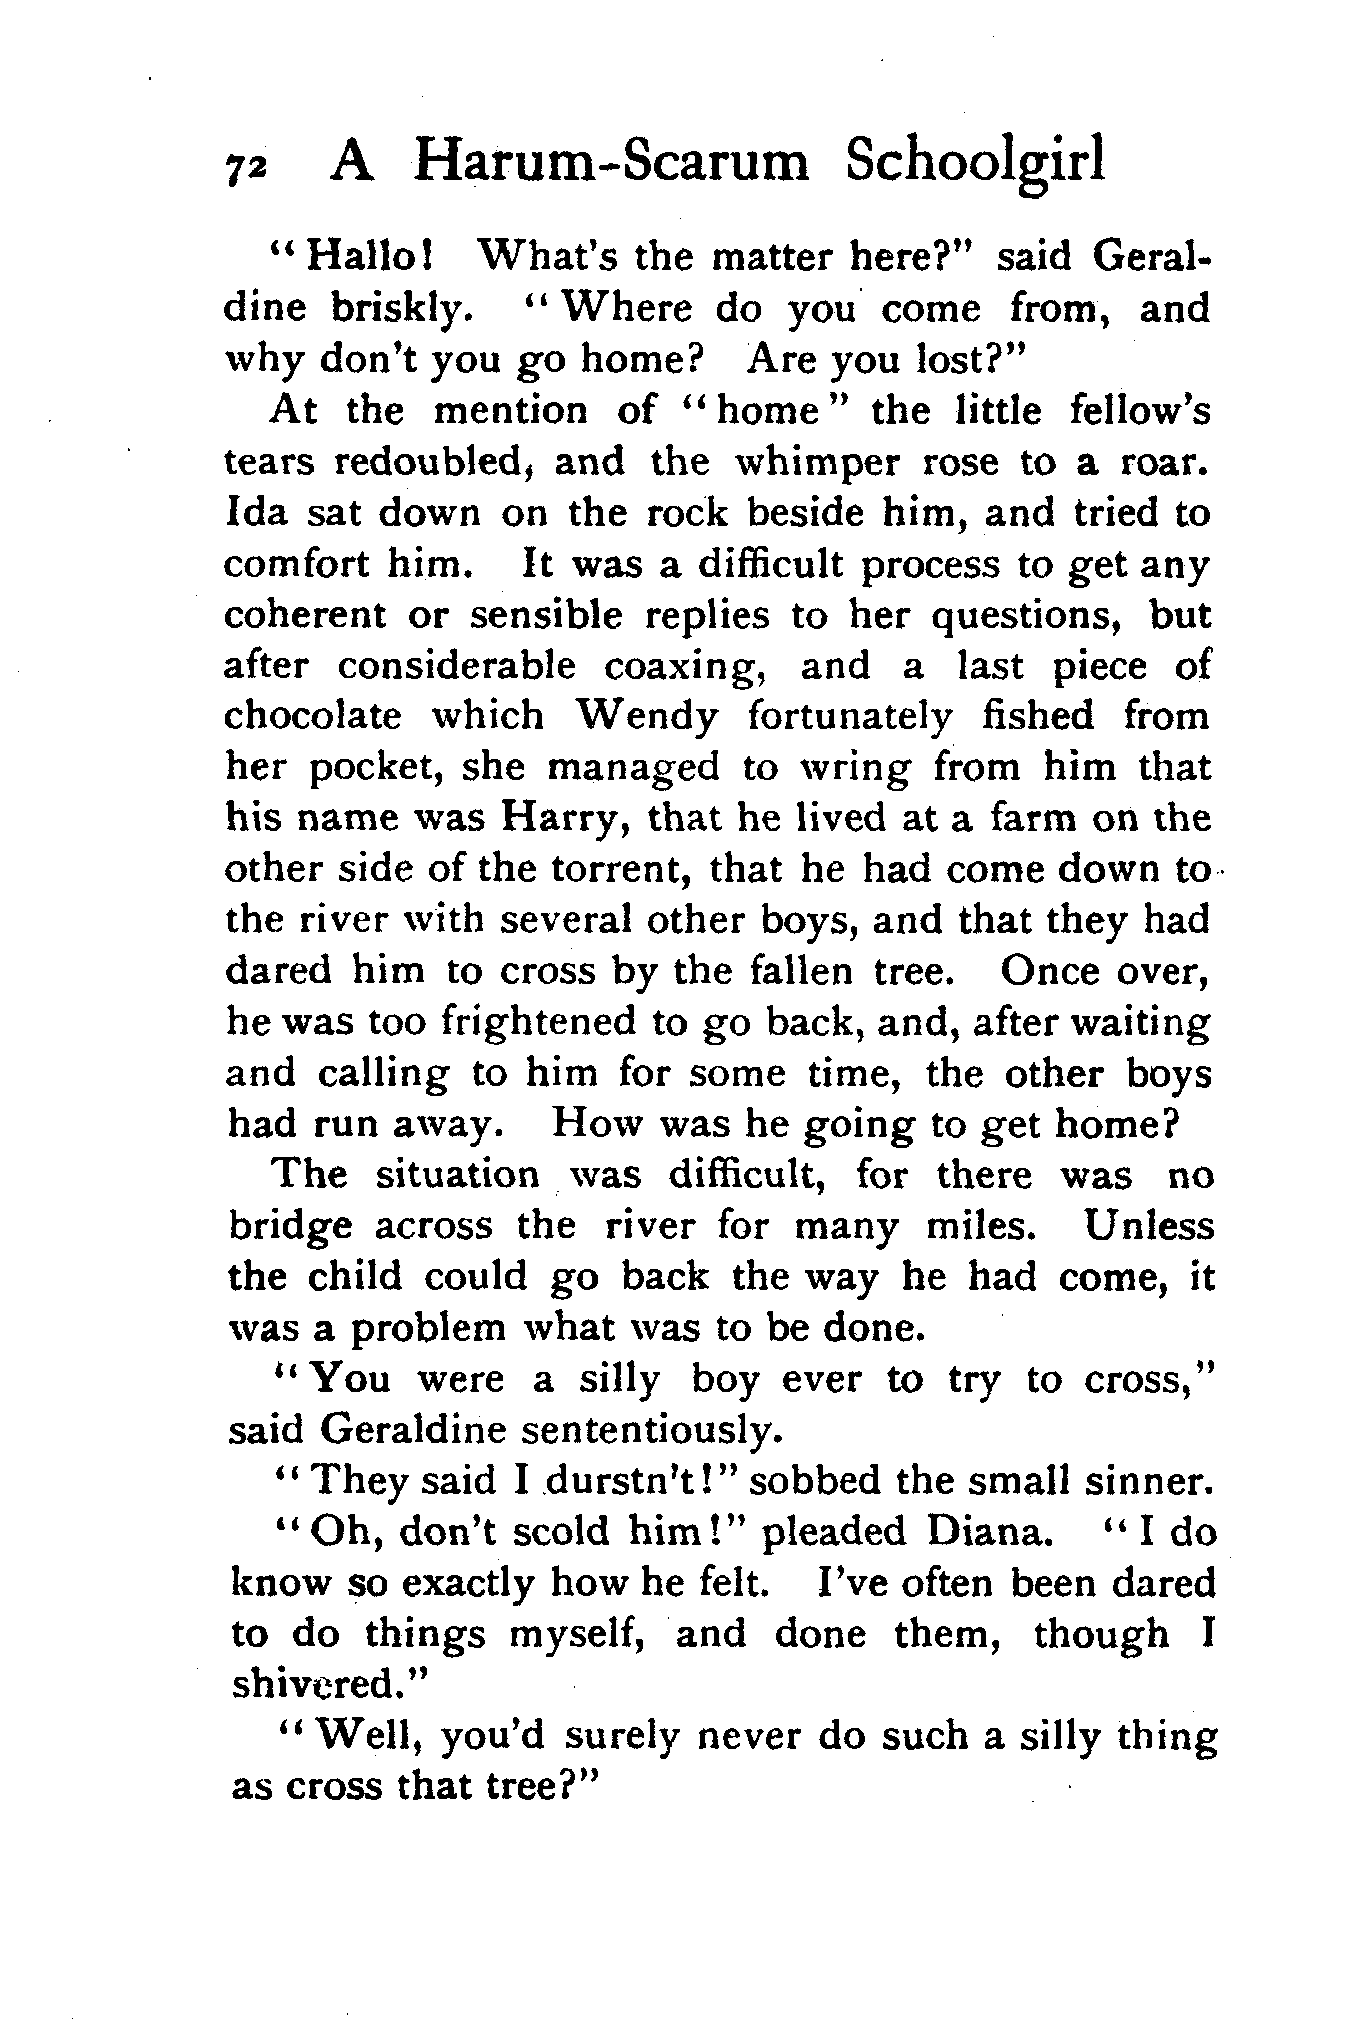 72 A Harum-Scarum Schoolgirl
“Hallo! What's the matter here?” said Geral-
dine briskly. “Where do you come from, and
why don't you go home? Are you lost?”
At the mention of “home” the little fellow's
tears redoubled, and the whimper rose to a roar.
Ida sat down on the rock beside him, and tried to
comfort him. It was a difficult process to get any
coherent or sensible replies to her questions, but
after considerable coaxing, and a last piece of
chocolate which Wendy fortunately fished from
her pocket, she managed to wring from him that
his name was Harry, that he lived at a farm on the
other side of the torrent, that he had come down to
the river with several other boys, and that they had
dared him to cross by the fallen tree. Once over,
he was too frightened to go back, and, after waiting
and calling to him for some time, the other boys
had run away. How was he going to get home?
The situation was difficult, for there was no
bridge across the river for many miles. Unless
the child could go back the way he had come, it
was a problem what was to be done.
“You were a silly boy ever to try to cross,”
said Geraldine sententiously.
“They said I durstn't!” sobbed the small sinner.
“Oh, don't scold him!” pleaded Diana. “I do
know so exactly how he felt. I've often been dared
to do things myself, and done them, though I
shivered.”
“Well, you'd surely never do such a silly thing
as cross that tree?”